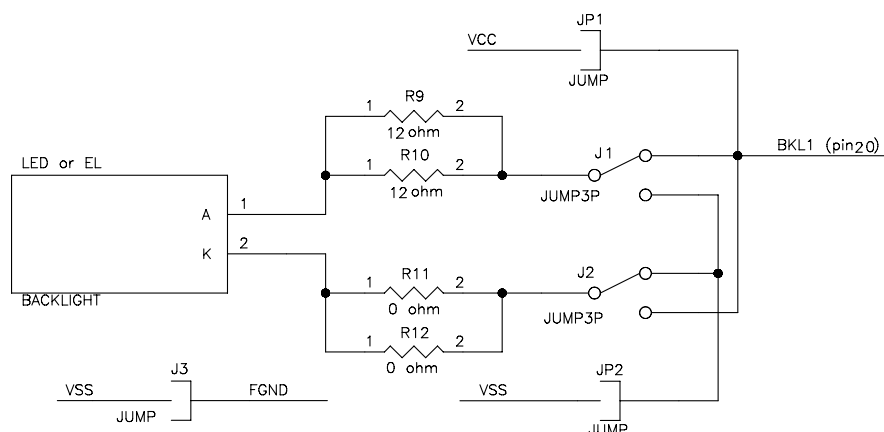 JP1
VCC
JUMP
R9
1 2
12 ohm
R10
1 2
12 ohm
J1
JUMP3P
BKL1 (pin20)
LED or EL
A 1
K 2
BACKLIGHT
R11
1 2
0 ohm
R12
1 2
0 ohm
J2
JUMP3P
J3
VSS FGND
JUMP
JP2
VSS
JUMP